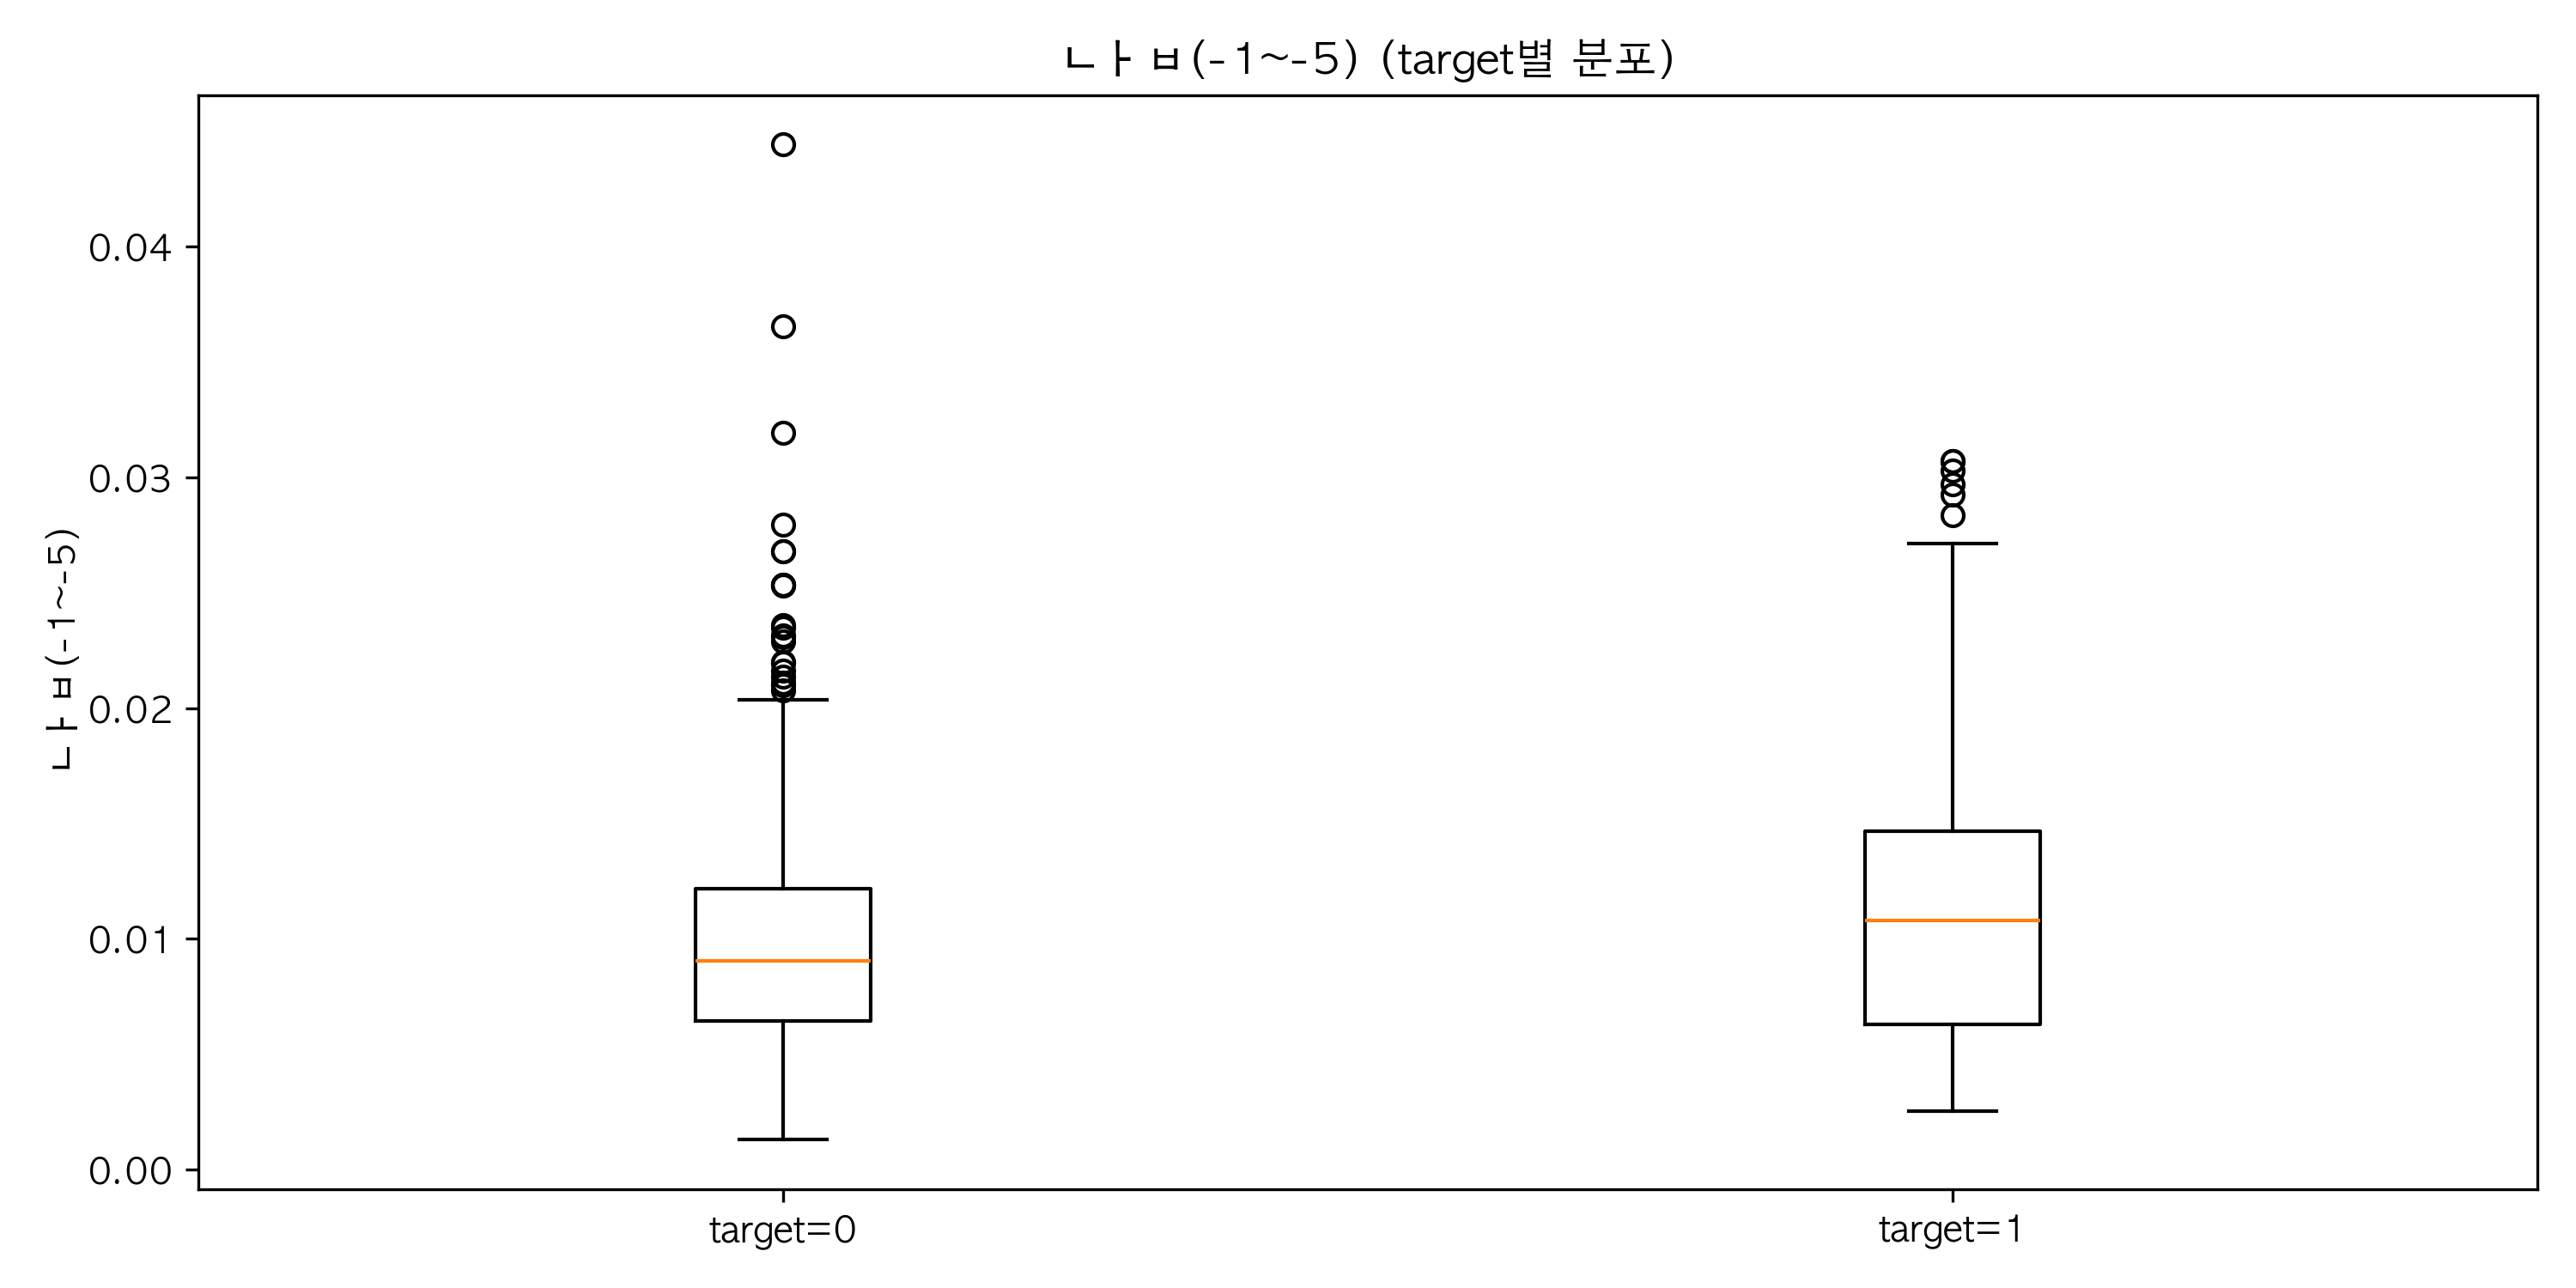 ㄴㅏㅂ(-1~-5) (target별 분포)
ㄴㅏㅂ(-1~-5)
0.04
0.03
0.02
0.01
0.00
target=0
target=1